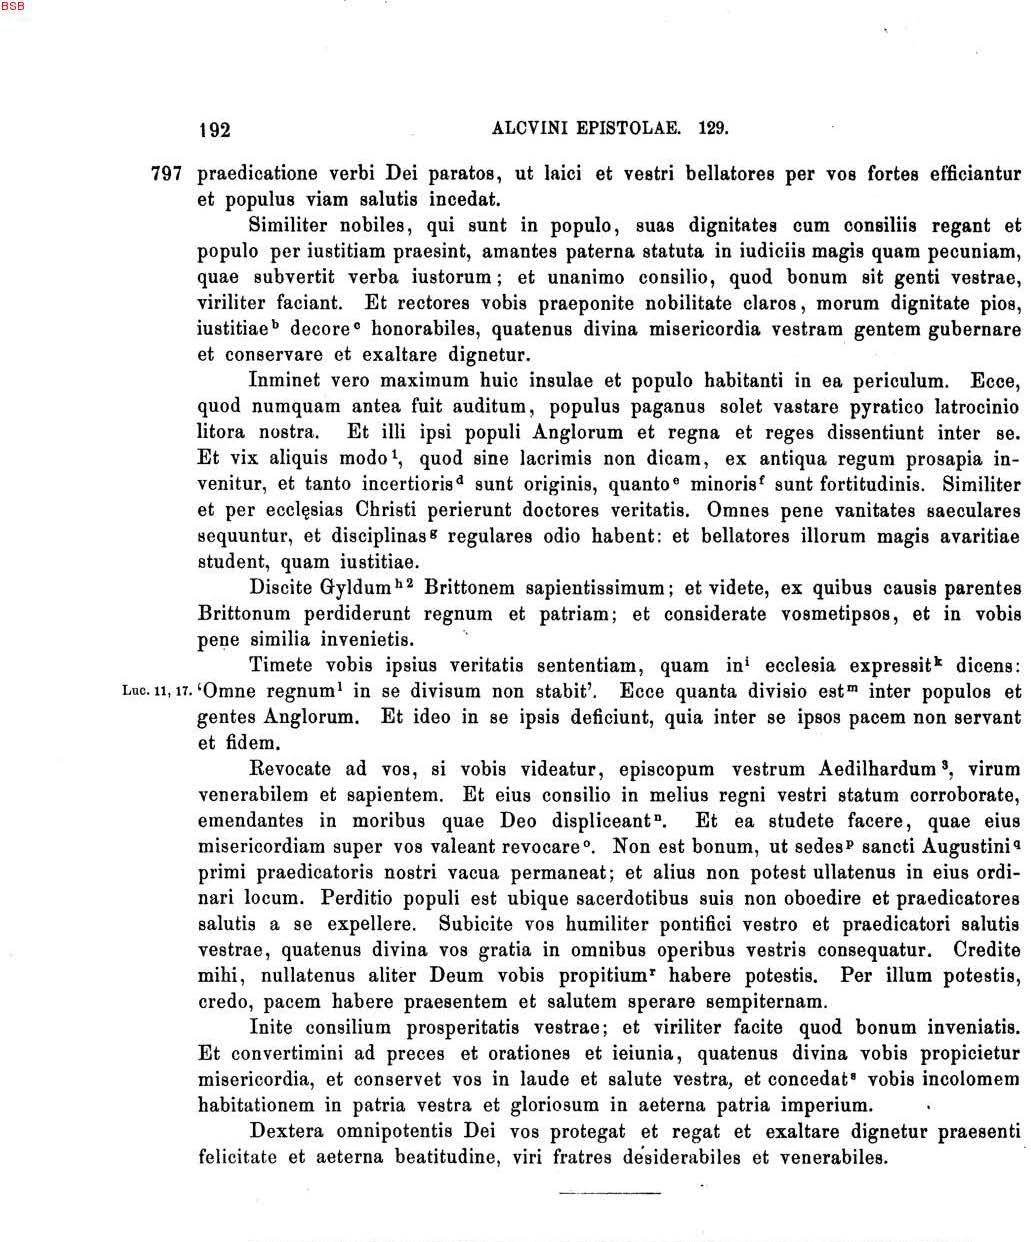 BSB
192 ALCVINI EPISTOLAE. 129.
797 praedicatione verbi Dei paratos, ut laici et vestri bellatores per vos fortes efficiantur
et populus viam salutis incedat.
Similiter nobiles, qui sunt in populo, suas dignitates cum consiliis regant et
populo per iustitiam praesint, amantes paterna statuta in iudiciis magis quam pecuniam,
quae subvertit verba iustorum; et unanimo consilio, quod bonum sit genti vestrae,
viriliter faciant. Et rectores vobis praeponite nobilitate claros, morum dignitate pios,
iustitiae ᵇ decore ᶜ honorabiles, quatenus divina misericordia vestram gentem gubernare
et conservare et exaltare dignetur.
Inminet vero maximum huic insulae et populo habitanti in ea periculum. Ecce,
quod numquam antea fuit auditum, populus paganus solet vastare pyratico latrocinio
litora nostra. Et illi ipsi populi Anglorum et regna et reges dissentiunt inter se.
Et vix aliquis modo ¹, quod sine lacrimis non dicam, ex antiqua regum prosapia in-
venitur, et tanto incertioris ᵈ sunt originis, quanto ᵉ minoris ᶠ sunt fortitudinis. Similiter
et per ecclęsias Christi perierunt doctores veritatis. Omnes pene vanitates saeculares
sequuntur, et disciplinas ᵍ regulares odio habent: et bellatores illorum magis avaritiae
student, quam iustitiae.
Discite Gyldum ʰ ² Brittonem sapientissimum; et videte, ex quibus causis parentes
Brittonum perdiderunt regnum et patriam; et considerate vosmetipsos, et in vobis
pene similia invenietis.
Timete vobis ipsius veritatis sententiam, quam in ⁱ ecclesia expressit ᵏ dicens:
Luc. 11, 17. ‘Omne regnum ˡ in se divisum non stabit’. Ecce quanta divisio est ᵐ inter populos et
gentes Anglorum. Et ideo in se ipsis deficiunt, quia inter se ipsos pacem non servant
et fidem.
Revocate ad vos, si vobis videatur, episcopum vestrum Aedilhardum ³, virum
venerabilem et sapientem. Et eius consilio in melius regni vestri statum corroborate,
emendantes in moribus quae Deo displiceant ⁿ. Et ea studete facere, quae eius
misericordiam super vos valeant revocare ᵒ. Non est bonum, ut sedes ᵖ sancti Augustini q
primi praedicatoris nostri vacua permaneat; et alius non potest ullatenus in eius ordi-
nari locum. Perditio populi est ubique sacerdotibus suis non oboedire et praedicatores
salutis a se expellere. Subicite vos humiliter pontifici vestro et praedicatori salutis
vestrae, quatenus divina vos gratia in omnibus operibus vestris consequatur. Credite
mihi, nullatenus aliter Deum vobis propitium ʳ habere potestis. Per illum potestis,
credo, pacem habere praesentem et salutem sperare sempiternam.
Inite consilium prosperitatis vestrae; et viriliter facite quod bonum inveniatis.
Et convertimini ad preces et orationes et ieiunia, quatenus divina vobis propicietur
misericordia, et conservet vos in laude et salute vestra, et concedat ˢ vobis incolomem
habitationem in patria vestra et gloriosum in aeterna patria imperium.
Dextera omnipotentis Dei vos protegat et regat et exaltare dignetur praesenti
felicitate et aeterna beatitudine, viri fratres desiderabiles et venerabiles.